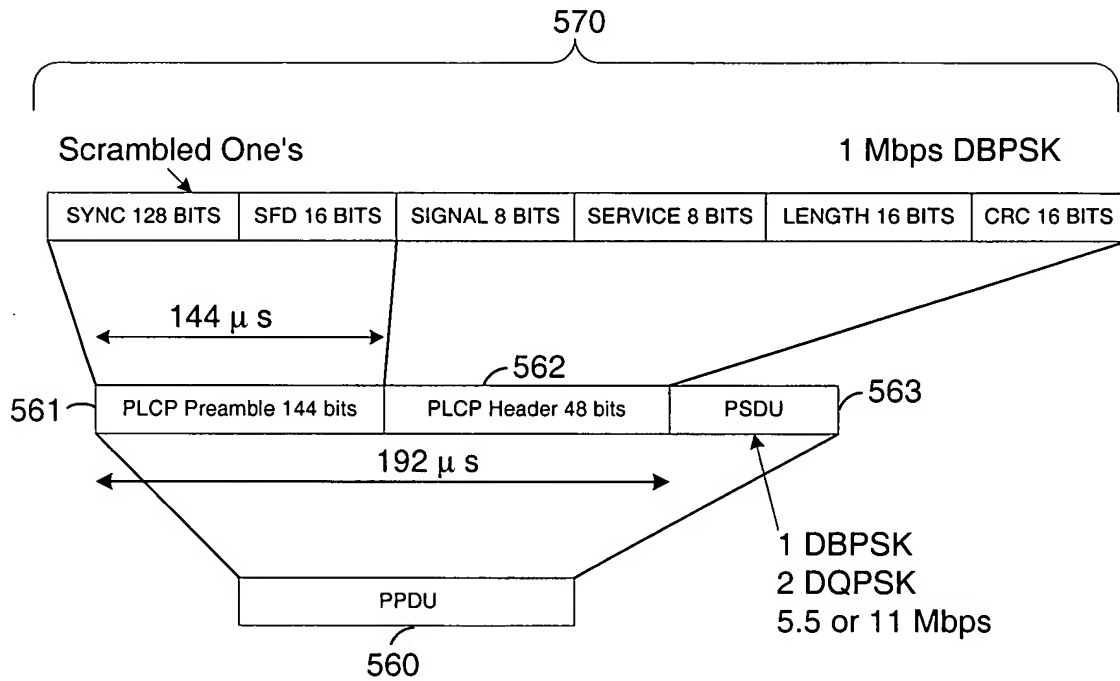 570
Scrambled One's
1 Mbps DBPSK
SYNC 128 BITS
SFD 16 BITS
SIGNAL 8 BITS
SERVICE 8 BITS
LENGTH 16 BITS
CRC 16 BITS
144 μ s
562
561
PLCP Preamble 144 bits
PLCP Header 48 bits
PSDU
563
192 μ s
1 DBPSK
2 DQPSK
5.5 or 11 Mbps
PPDU
560